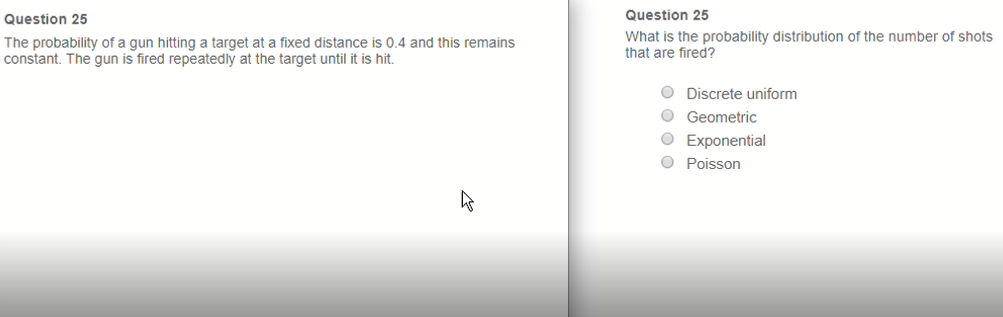 Question 25
The probability of a gun hitting a target at a fixed distance is 0.4 and this remains
constant. The gun is fired repeatedly at the target until it is hit.
Question 25
What is the probability distribution of the number of shots
that are fired?
Discrete uniform
Geometric
Exponential
Poisson